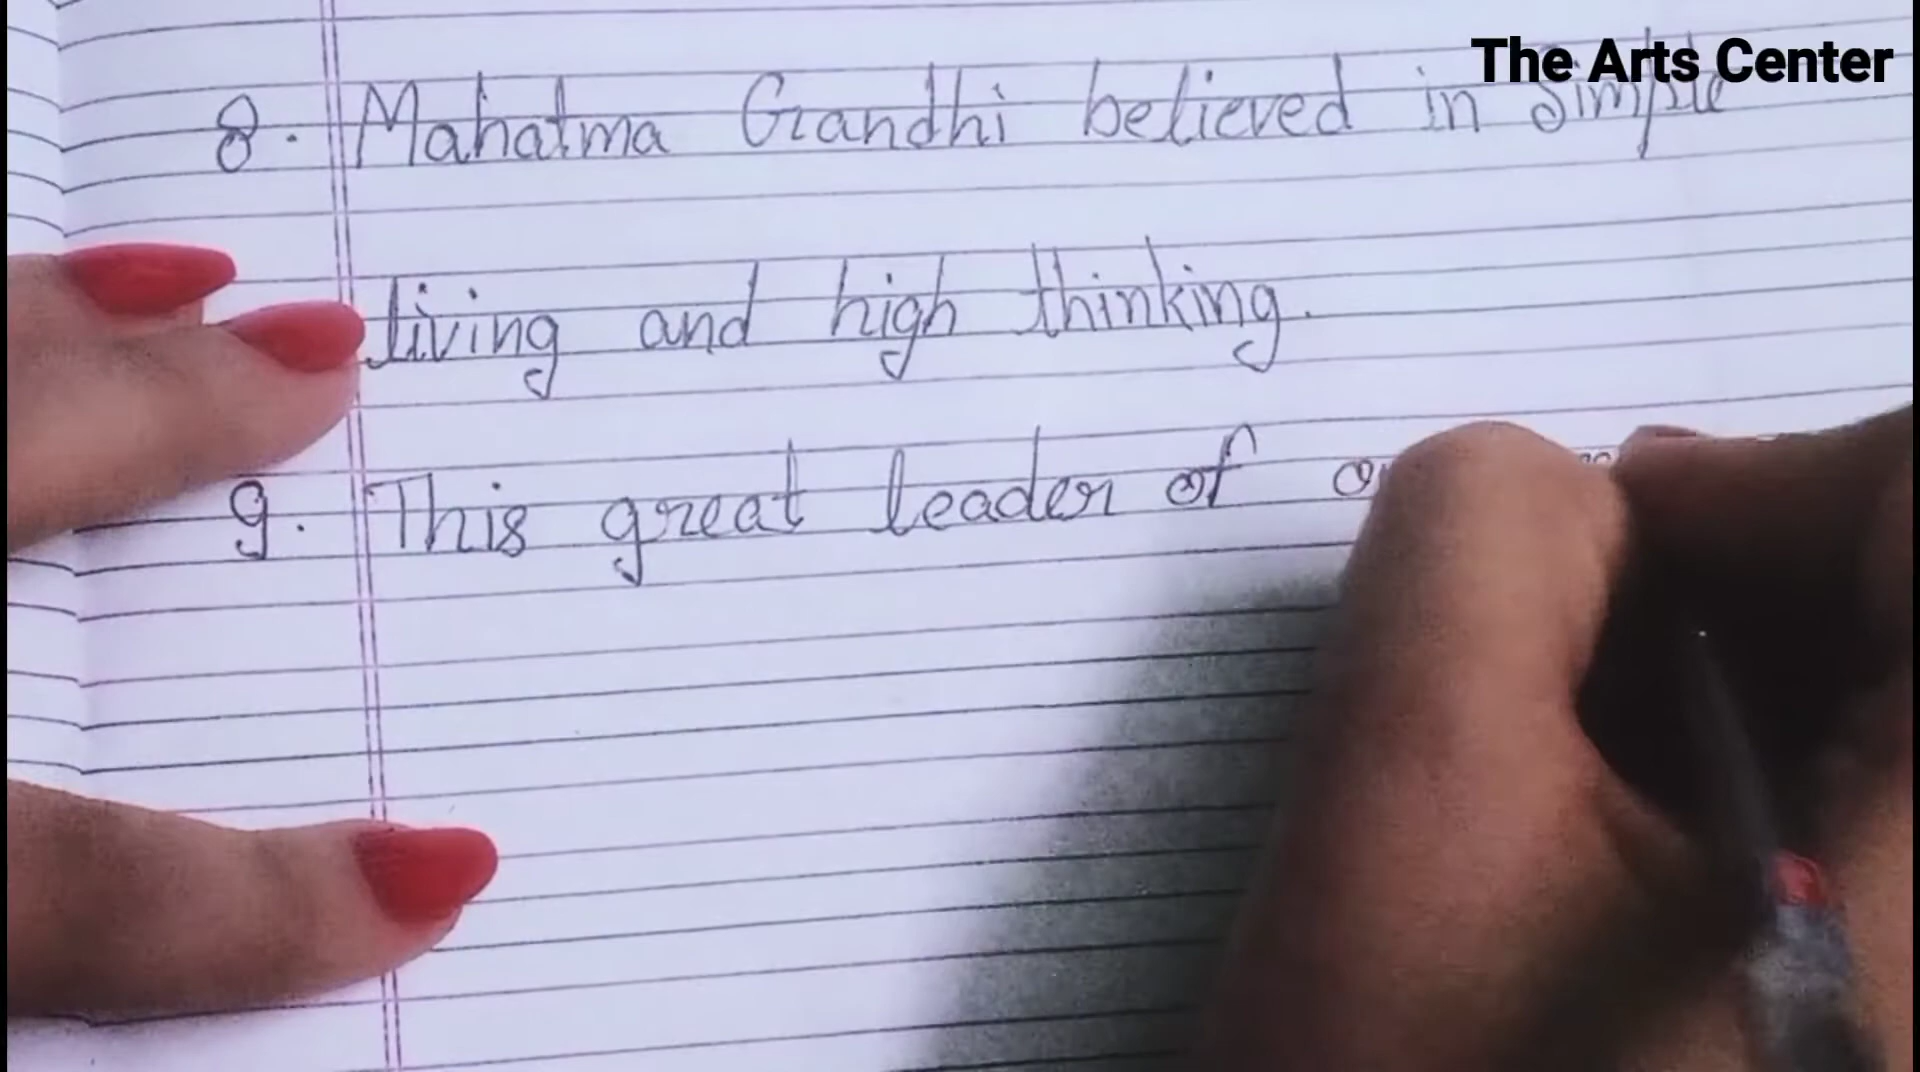 The Arts Center
8. Mahatma Gandhi believed in simple
living and high thinking.
9. This great leader of